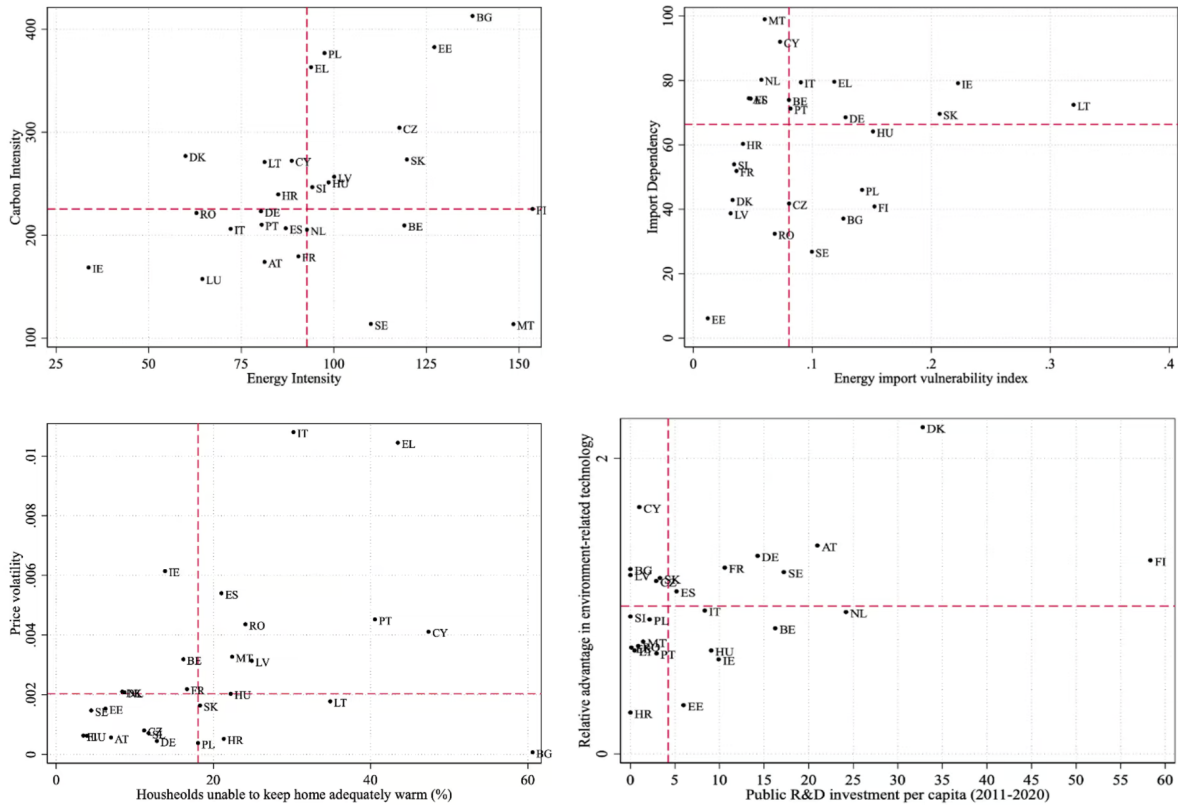 400
BG
EE
PL
EL
Carbon Intensity
300
CZ
DK
LT
CY
SK
LV
HU
SI
HR
RO
DE
FI
200
IT
PT
ES
NL
BE
IE
AT
FR
LU
SE
MT
100
25
50
75
100
125
150
Energy Intensity
100
MT
CY
Import Dependency
80
NL
IT
EL
IE
ES
BE
LT
PT
DE
SK
HU
60
HR
SI
FR
PL
40
DK
CZ
FI
LV
BG
RO
SE
20
EE
0
0
.1
.2
.3
.4
Energy import vulnerability index
.01
IT
EL
Price volatility
.008
.006
IE
ES
.004
RO
PT
CY
BE
MT
LV
.002
DK
FR
HU
SK
LT
SE
EE
CZ
AT
DE
PL
HR
BG
0
0
20
40
60
Housheolds unable to keep home adequately warm (%)
Relative advantage in environment-related technology
2
DK
CY
AT
DE
FI
BG
FR
LV
SE
SK
CZ
ES
IT
NL
SI
PL
BE
MT
HU
PT
IE
EE
HR
0
0
5
10
15
20
25
30
35
40
45
50
55
60
Public R&D investment per capita (2011-2020)